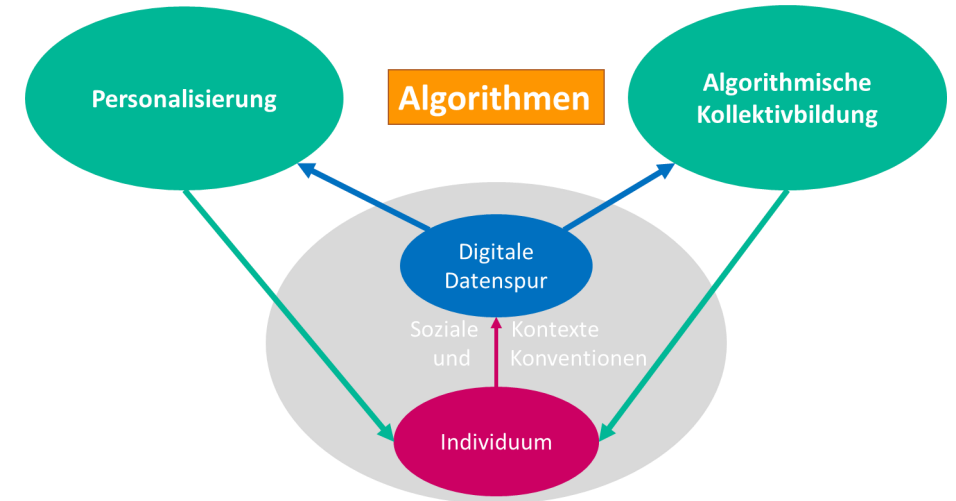 Personalisierung
Algorithmen
Algorithmische
Kollektivbildung
Digitale
Datenspur
Soziale Kontexte
und Konventionen
Individuum